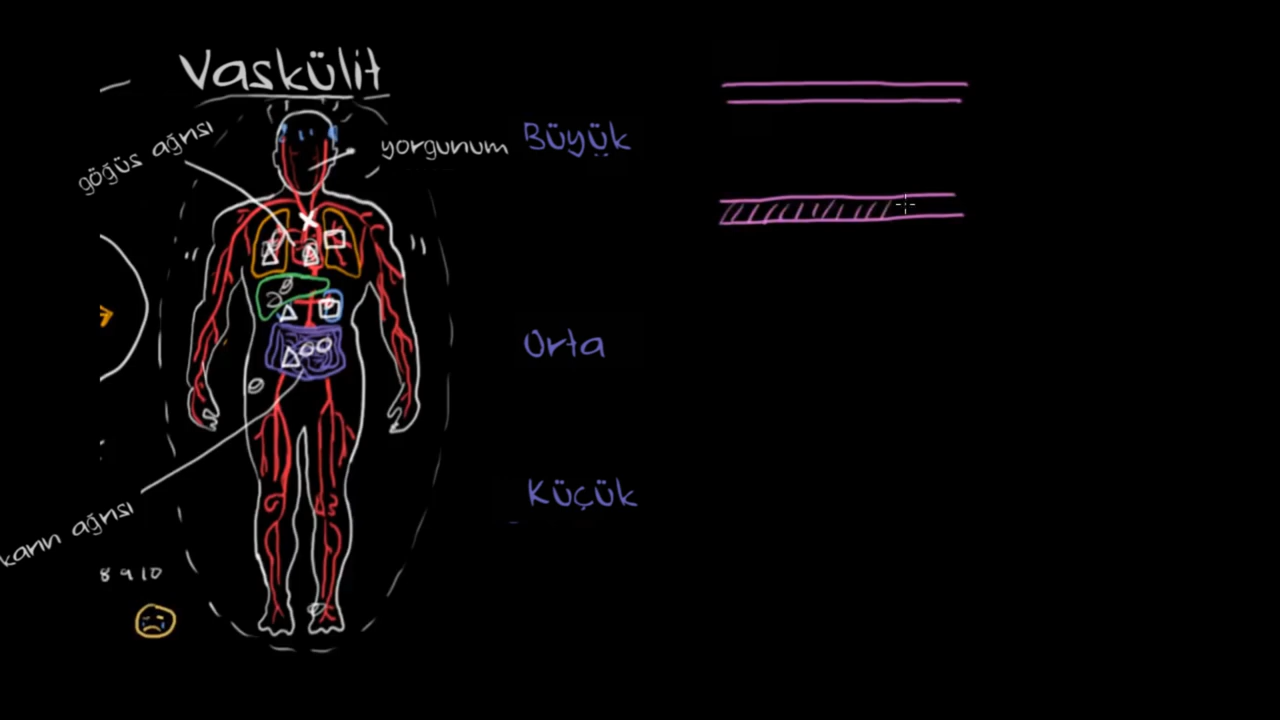 Vaskülit
göğüs ağrısı
yorgunum
Büyük
Orta
Küçük
karın ağrısı
8 9 10